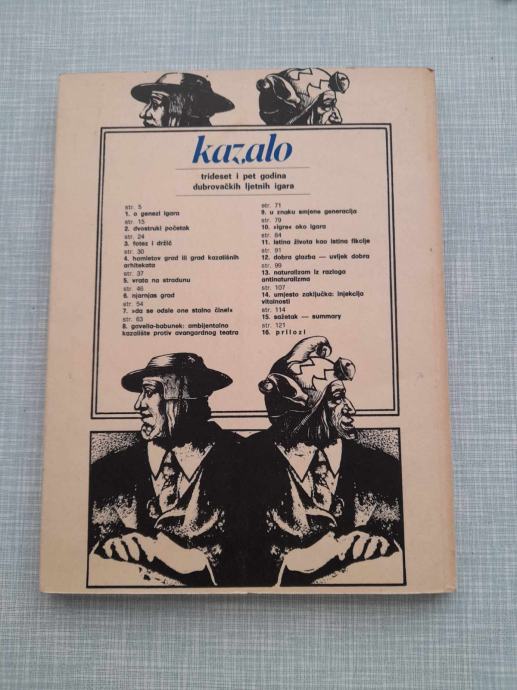 kazalo
trideset i pet godina
dubrovačkih ljetnih igara
str. 5
1. o genezi igara
str. 15
2. dvostruki početak
str. 24
3. fotez i držić
str. 30
4. hamletov grad ili grad kazališnih
arhitekata
str. 37
5. vrata na stradunu
str. 46
6. njarnjas grad
str. 54
7. »da se odsle one stalno čine!«
str. 63
8. gavella-babunek: ambijentalno
kazalište protiv avangardnog teatra
str. 71
9. u znaku smjene generacija
str. 79
10. »igre« oko igara
str. 84
11. istina života kao istina fikcije
str. 91
12. dobra glazba — uvijek dobra
str. 99
13. naturalizam iz razloga
antinaturalizma
str. 107
14. umjesto zaključka: injekcija
vitalnosti
str. 114
15. sažetak — summary
str. 121
16. prilozi